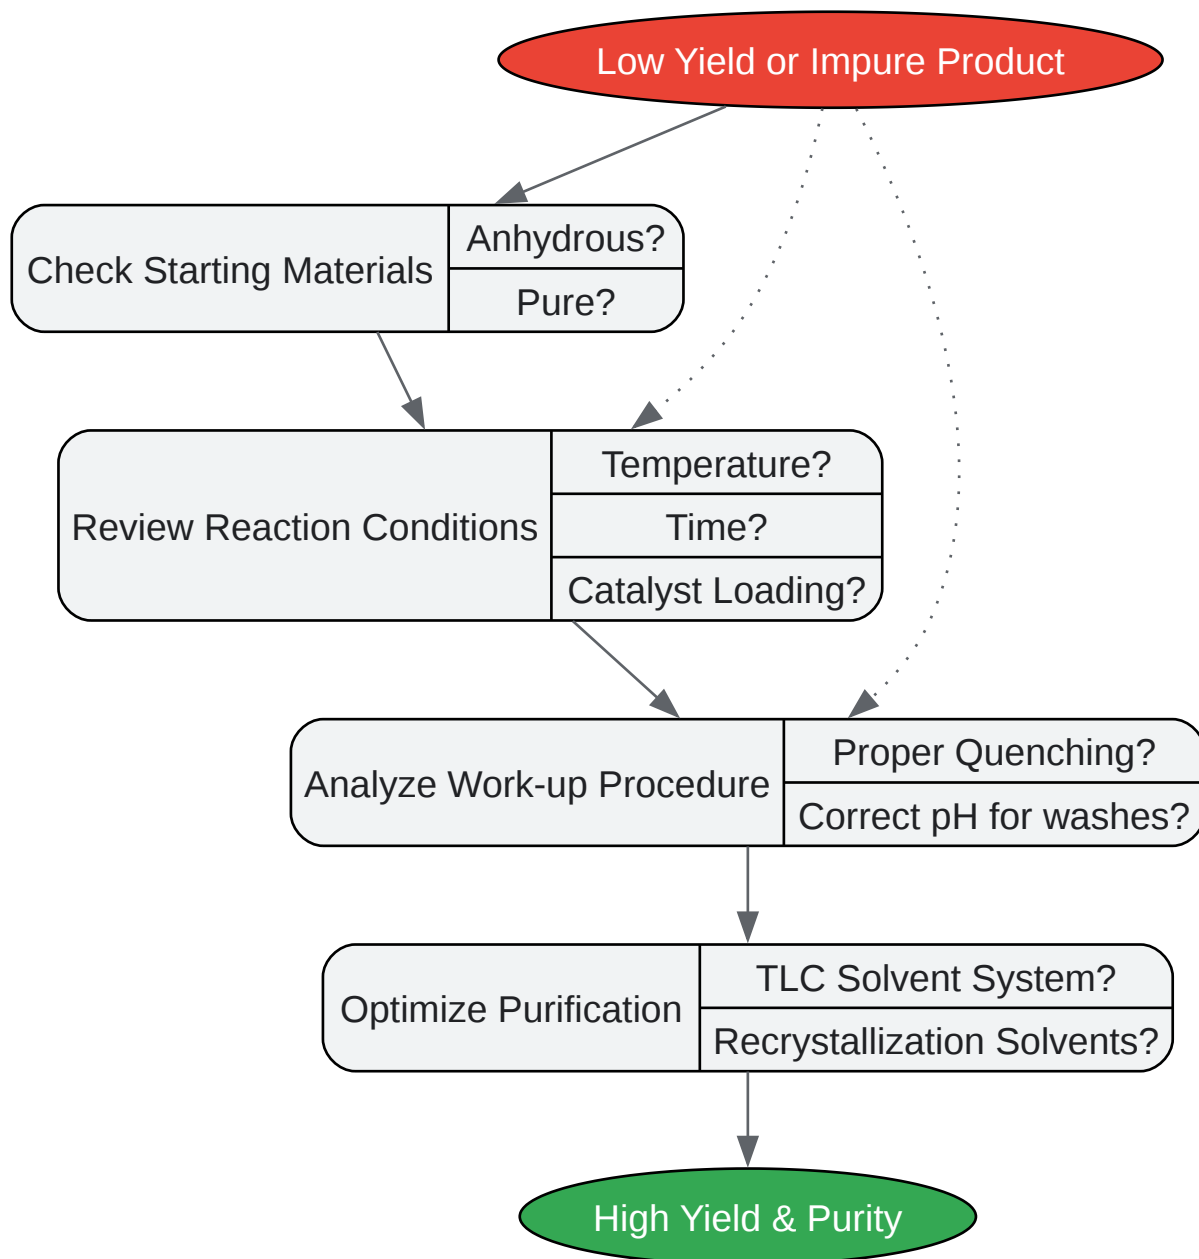 Low Yield or Impure Product
Check Starting Materials
Anhydrous?
Pure?
Review Reaction Conditions
Temperature?
Time?
Catalyst Loading?
Analyze Work-up Procedure
Proper Quenching?
Correct pH for washes?
Optimize Purification
TLC Solvent System?
Recrystallization Solvents?
High Yield & Purity